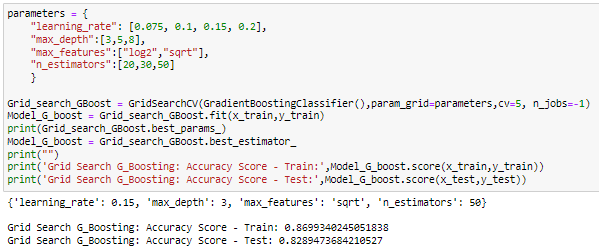 parameters = {
    "learning_rate": [0.075, 0.1, 0.15, 0.2],
    "max_depth":[3,5,8],
    "max_features":["log2","sqrt"],
    "n_estimators":[20,30,50]
    }
Grid_search_GBoost = GridSearchCV(GradientBoostingClassifier(),param_grid=parameters,cv=5, n_jobs=-1)
Model_G_boost = Grid_search_GBoost.fit(x_train,y_train)
print(Grid_search_GBoost.best_params_)
Model_G_boost = Grid_search_GBoost.best_estimator_
print("")
print('Grid Search G_Boosting: Accuracy Score - Train:',Model_G_boost.score(x_train,y_train))
print('Grid Search G_Boosting: Accuracy Score - Test:',Model_G_boost.score(x_test,y_test))
{'learning_rate': 0.15, 'max_depth': 3, 'max_features': 'sqrt', 'n_estimators': 50}
Grid Search G_Boosting: Accuracy Score - Train: 0.8699340245051838
Grid Search G_Boosting: Accuracy Score - Test: 0.8289473684210527